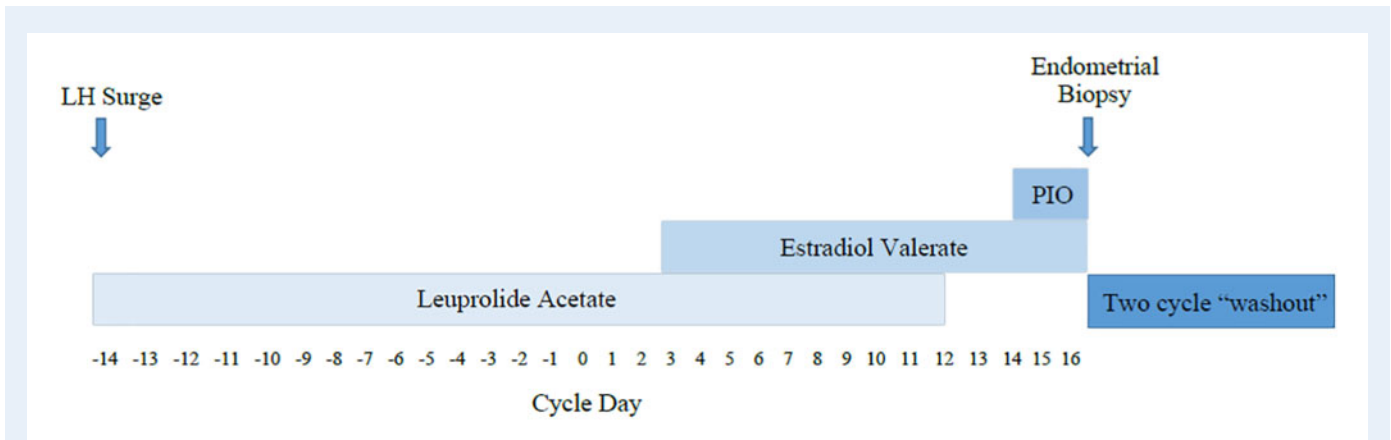 LH Surge
Endometrial
Biopsy
PIO
Estradiol Valerate
Leuprolide Acetate
Two cycle “washout”
-14 -13 -12 -11 -10 -9 -8 -7 -6 -5 -4 -3 -2 -1 0 1 2 3 4 5 6 7 8 9 10 11 12 13 14 15 16
Cycle Day